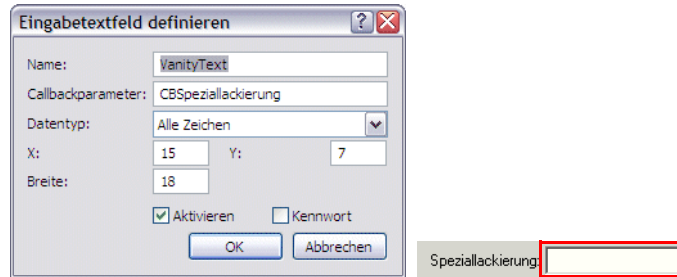 Eingabetextfeld definieren
Name: VanityText
Callbackparameter: CBSpeziallackierung
Datentyp: Alle Zeichen
X: 15 Y: 7
Breite: 18
Aktivieren Kennwort
OK Abbrechen
Speziallackierung: